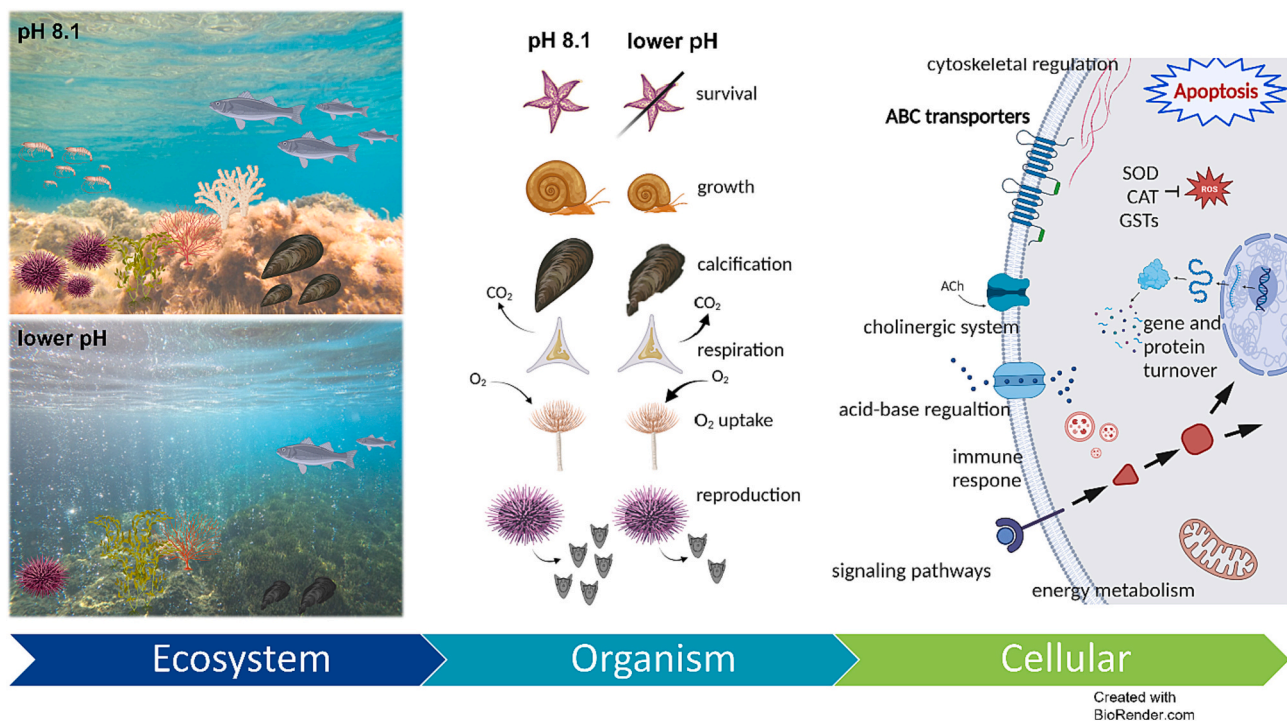 pH 8.1
lower pH
pH 8.1
lower pH
survival
growth
calcification
CO2
CO2
respiration
O2
O2
O2 uptake
reproduction
cytoskeletal regulation
Apoptosis
ABC transporters
SOD
CAT
GSTs
ROS
ACh
cholinergic system
gene and
protein
turnover
acid-base regualtion
immune
respone
signaling pathways
energy metabolism
Ecosystem
Organism
Cellular
Created with
BioRender.com